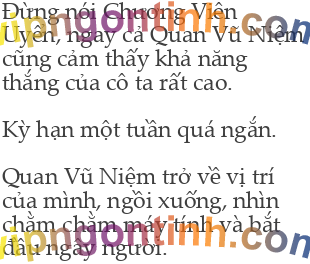 Đừng nói Chương Viên
Uyên, ngay cả Quan Vũ Niệm
cũng cảm thấy khả năng
thắng của cô ta rất cao.
Kỳ hạn một tuần quá ngắn.
Quan Vũ Niệm trở về vị trí
của mình, ngồi xuống, nhìn
chằm chằm máy tính và bắt
đầu ngây người.